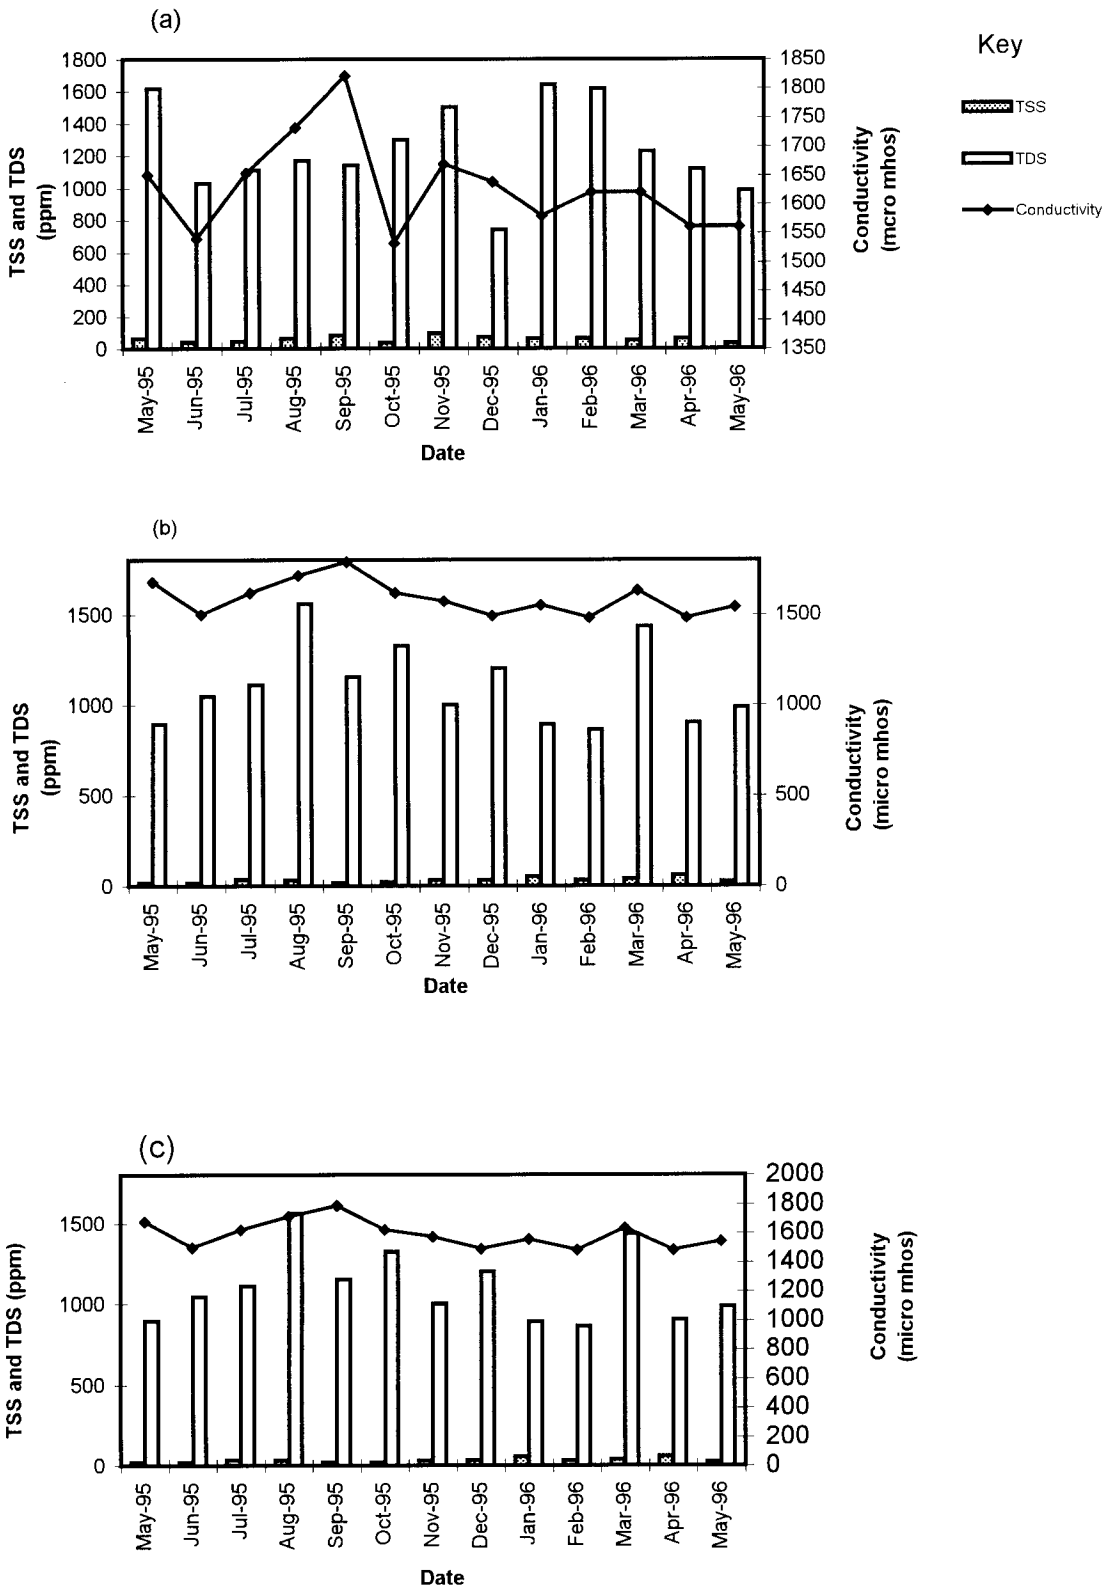 (a)
Key
TSS
TDS
Conductivity
TSS and TDS
(ppm)
1800
1600
1400
1200
1000
800
600
400
200
0
1850
1800
1750
1700
1650
1600
1550
1500
1450
1400
1350
Conductivity
(mcro mhos)
May-95
Jun-95
Jul-95
Aug-95
Sep-95
Oct-95
Nov-95
Dec-95
Jan-96
Feb-96
Mar-96
Apr-96
May-96
Date
(b)
TSS and TDS
(ppm)
1500
1000
500
0
1500
1000
500
0
Conductivity
(micro mhos)
May-95
Jun-95
Jul-95
Aug-95
Sep-95
Oct-95
Nov-95
Dec-95
Jan-96
Feb-96
Mar-96
Apr-96
May-96
Date
(c)
TSS and TDS (ppm)
1500
1000
500
0
2000
1800
1600
1400
1200
1000
800
600
400
200
0
Conductivity
(micro mhos)
May-95
Jun-95
Jul-95
Aug-95
Sep-95
Oct-95
Nov-95
Dec-95
Jan-96
Feb-96
Mar-96
Apr-96
May-96
Date